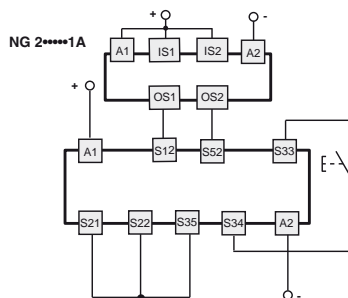 + -
NG 2•••••1A
A1 IS1 IS2 A2
OS1 OS2
+
A1 S12 S52 S33
S21 S22 S35 S34 A2
-